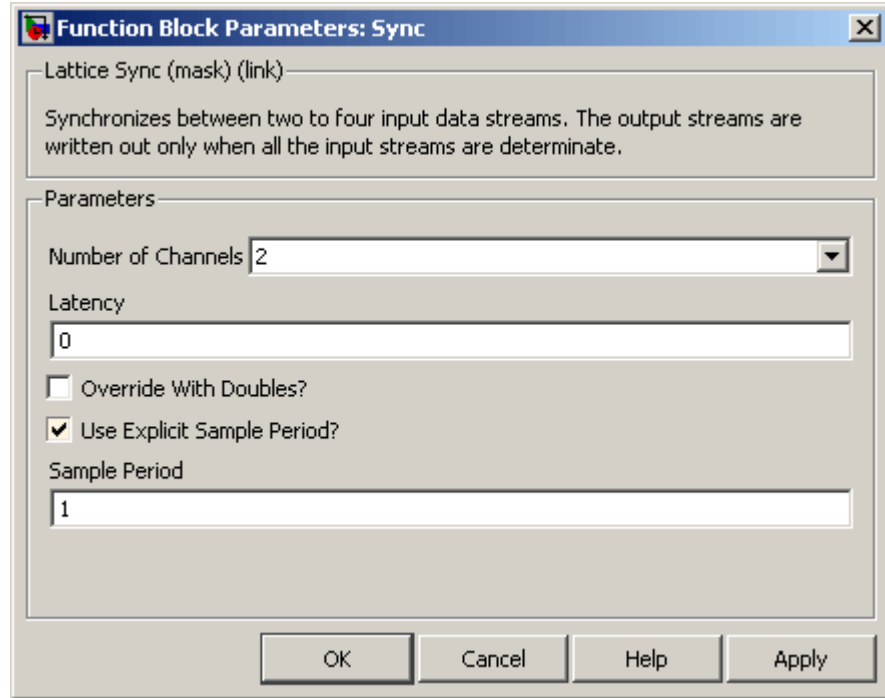 Function Block Parameters: Sync
Lattice Sync (mask) (link)
Synchronizes between two to four input data streams. The output streams are
written out only when all the input streams are determinate.
Parameters
Number of Channels 2
Latency
0
Override With Doubles?
Use Explicit Sample Period?
Sample Period
1
OK Cancel Help Apply